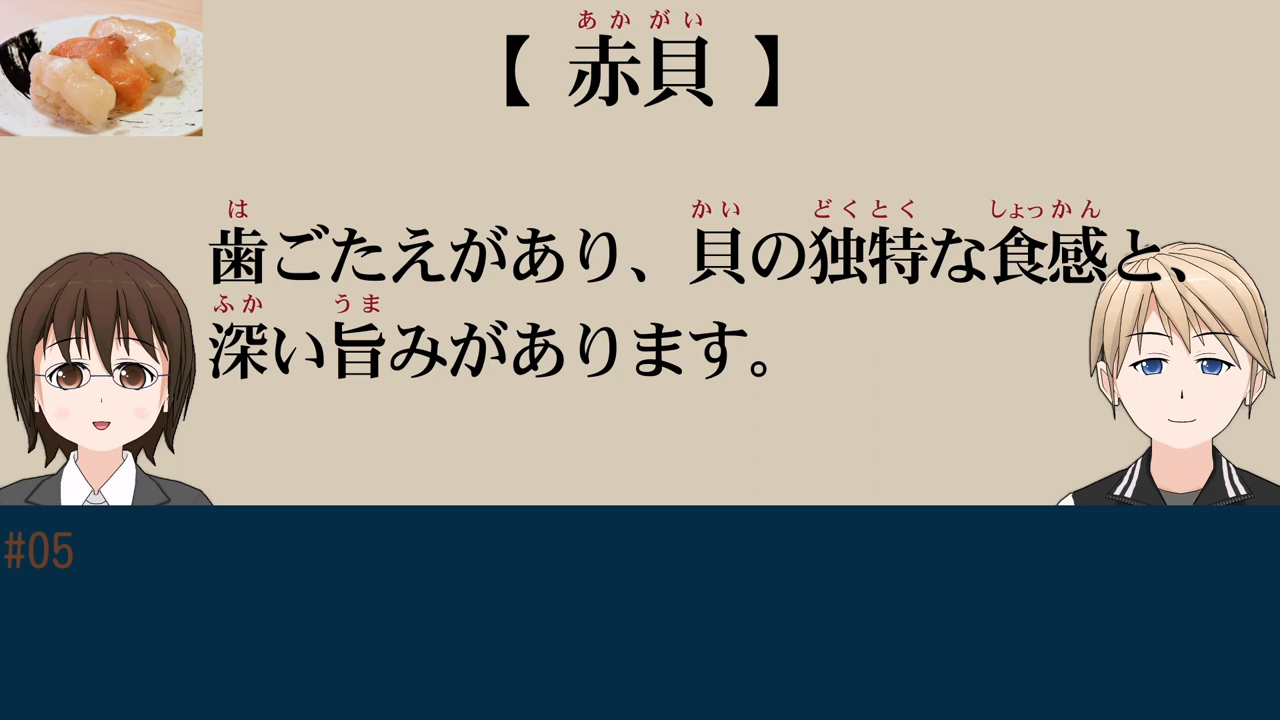 あかがい
【 赤貝 】
は かい どくとく しょっかん
歯ごたえがあり、貝の独特な食感と、
ふか うま
深い旨みがあります。
#05